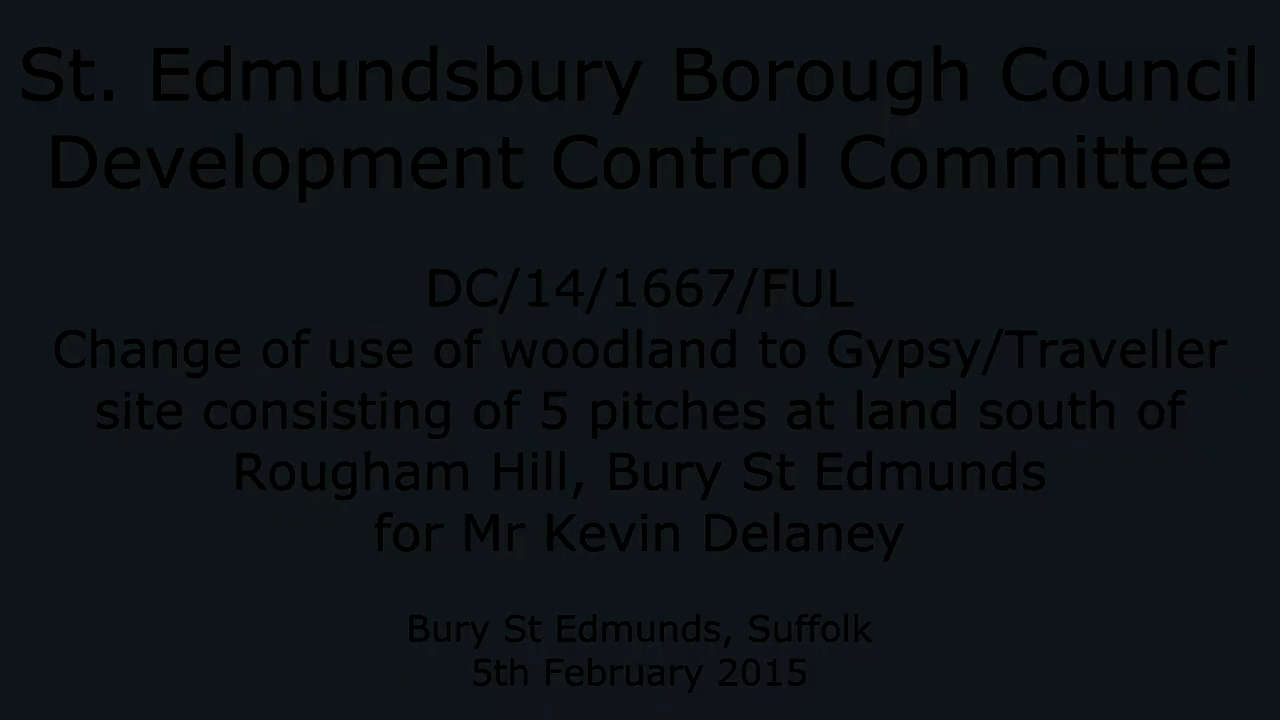 St. Edmundsbury Borough Council
Development Control Committee
DC/14/1667/FUL
Change of use of woodland to Gypsy/Traveller
site consisting of 5 pitches at land south of
Rougham Hill, Bury St Edmunds
for Mr Kevin Delaney
Bury St Edmunds, Suffolk
5th February 2015